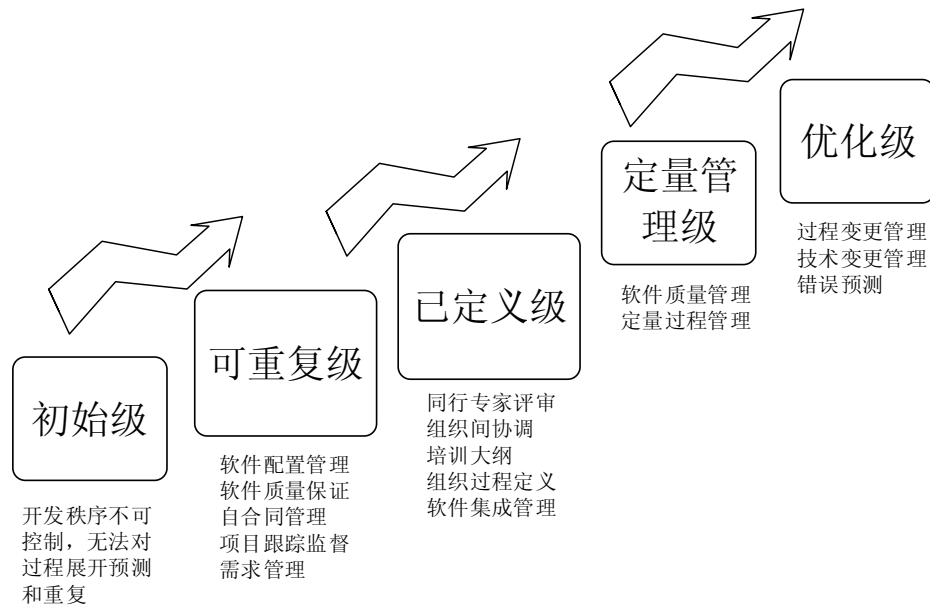 初始级
开发秩序不可
控制，无法对
过程展开预测
和重复
可重复级
软件配置管理
软件质量保证
自合同管理
项目跟踪监督
需求管理
已定义级
同行专家评审
组织间协调
培训大纲
组织过程定义
软件集成管理
定量管
理级
软件质量管理
定量过程管理
优化级
过程变更管理
技术变更管理
错误预测